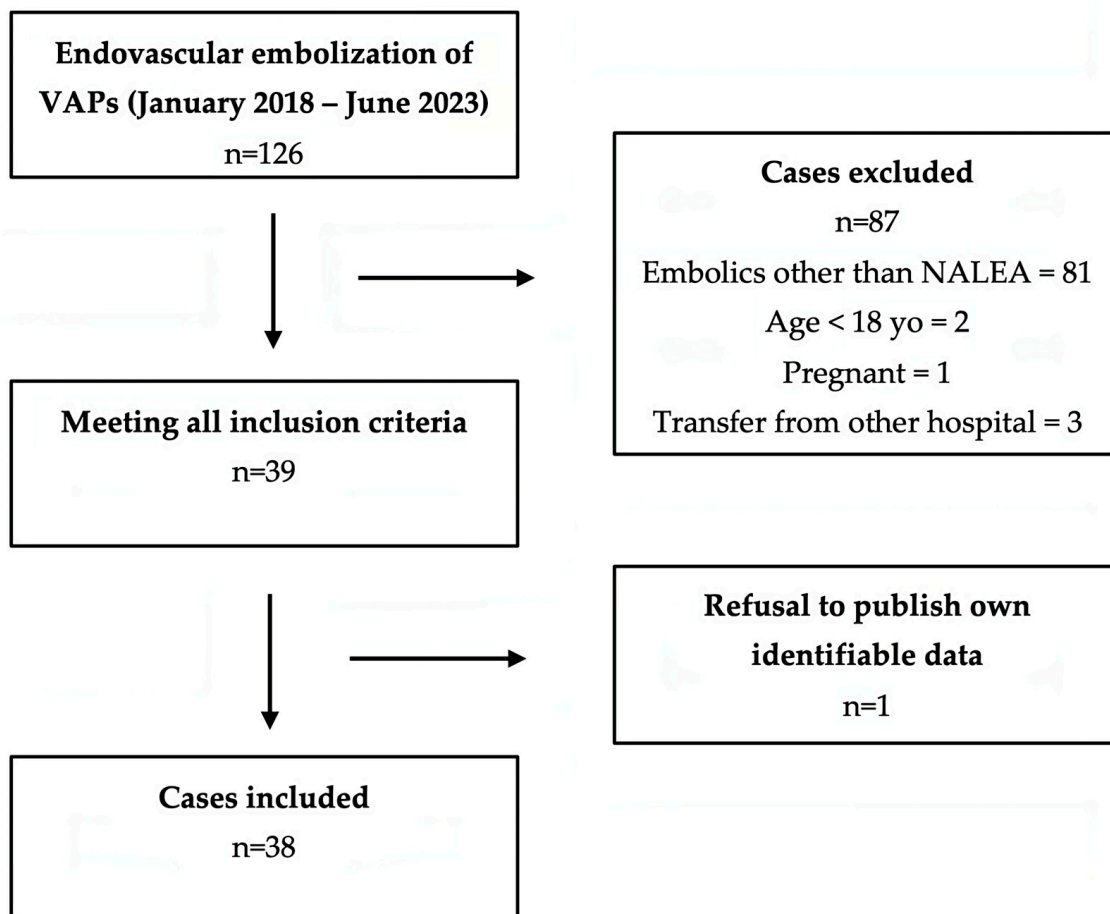 Endovascular embolization of
VAPs (January 2018 – June 2023)
n=126
Cases excluded
n=87
Embolics other than NALEA = 81
Age < 18 yo = 2
Pregnant = 1
Transfer from other hospital = 3
Meeting all inclusion criteria
n=39
Refusal to publish own
identifiable data
n=1
Cases included
n=38